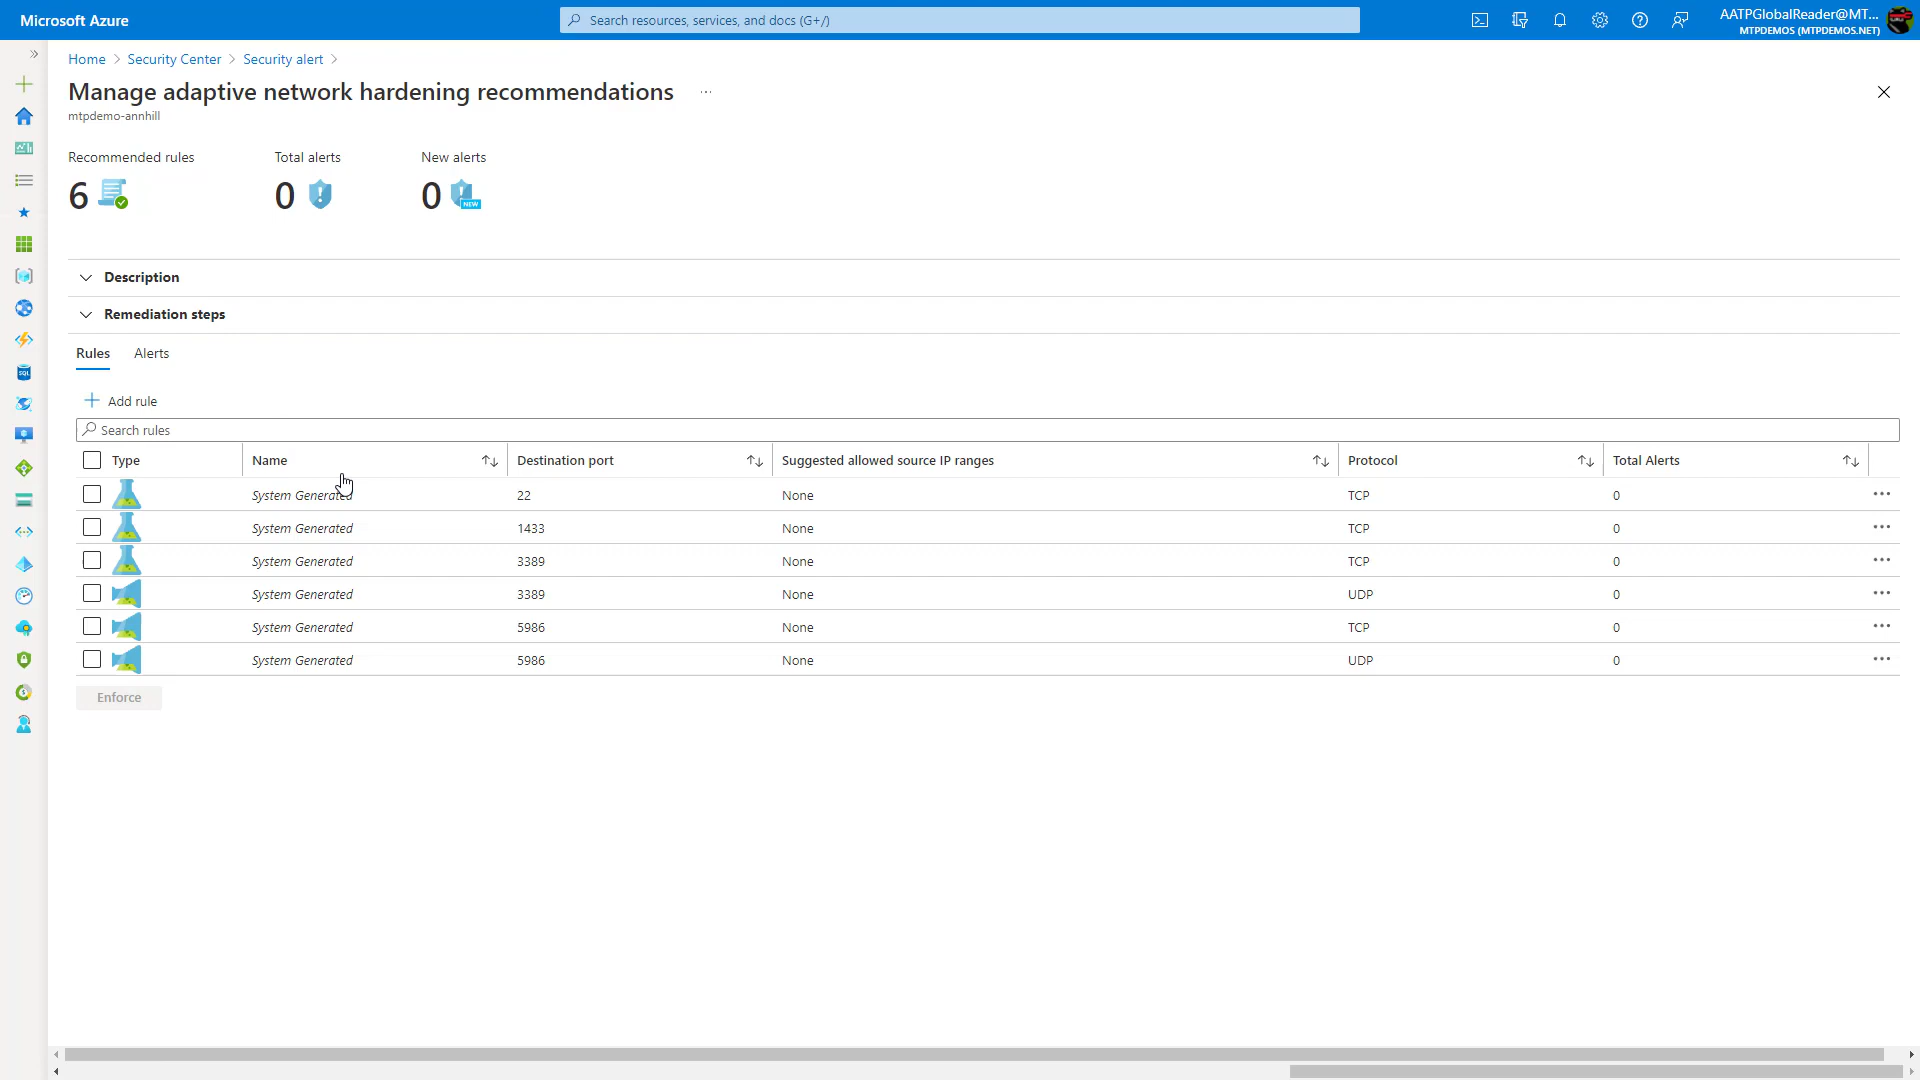 Microsoft Azure
Search resources, services, and docs (G+/)
AATPGlobalReader@MT...
MTPDEMOS (MTPDEMOS.NET)
Home > Security Center > Security alert >
Manage adaptive network hardening recommendations ...
mtpdemo-annhill
Recommended rules Total alerts New alerts
6 0 0
NEW
Description
Remediation steps
Rules Alerts
Add rule
Search rules
Type Name Destination port Suggested allowed source IP ranges Protocol Total Alerts
System Generated 22 None TCP 0
System Generated 1433 None TCP 0
System Generated 3389 None TCP 0
System Generated 3389 None UDP 0
System Generated 5986 None TCP 0
System Generated 5986 None UDP 0
Enforce
SQL